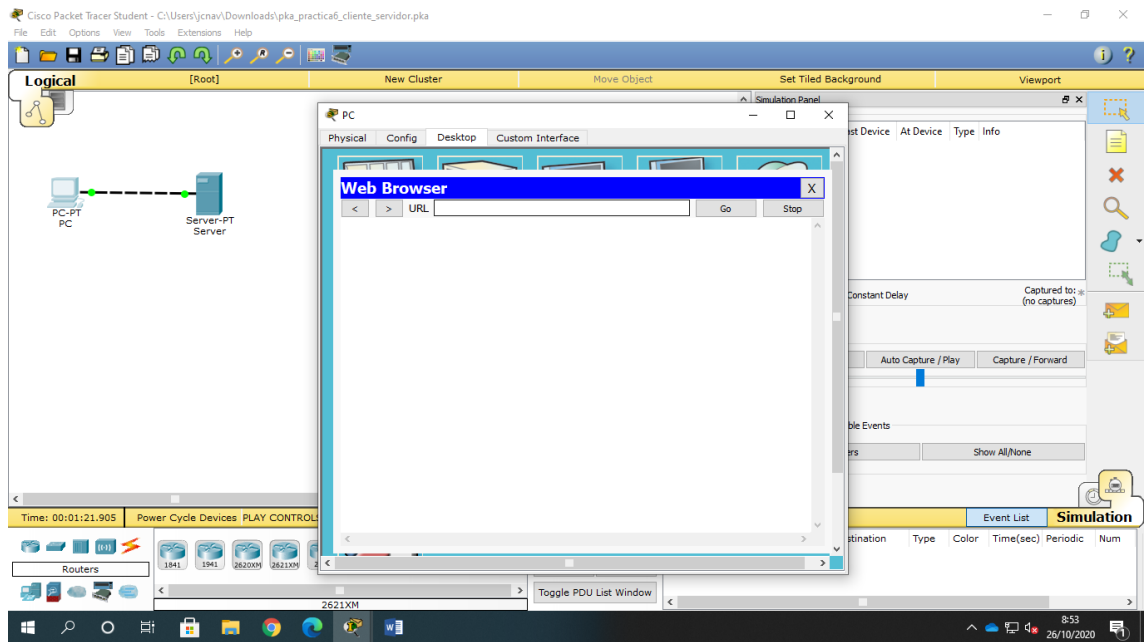 Cisco Packet Tracer Student - C:\Users\jcnav\Downloads\pka_practica6_cliente_servidor.pka
File Edit Options View Tools Extensions Help
Logical [Root] New Cluster Move Object Set Tiled Background Viewport
Simulation Panel
PC
Physical Config Desktop Custom Interface
ast Device At Device Type Info
Web Browser X
< > URL Go Stop
PC-PT
PC
Server-PT
Server
Constant Delay
Captured to:
(no captures)
Auto Capture / Play Capture / Forward
ble Events
ers Show All/None
Time: 00:01:21.905 Power Cycle Devices PLAY CONTROLS
Event List Simulation
stination Type Color Time(sec) Periodic Num
1841 1941 2620XM 2621XM
Routers
Toggle PDU List Window
2621XM
8:53
26/10/2020